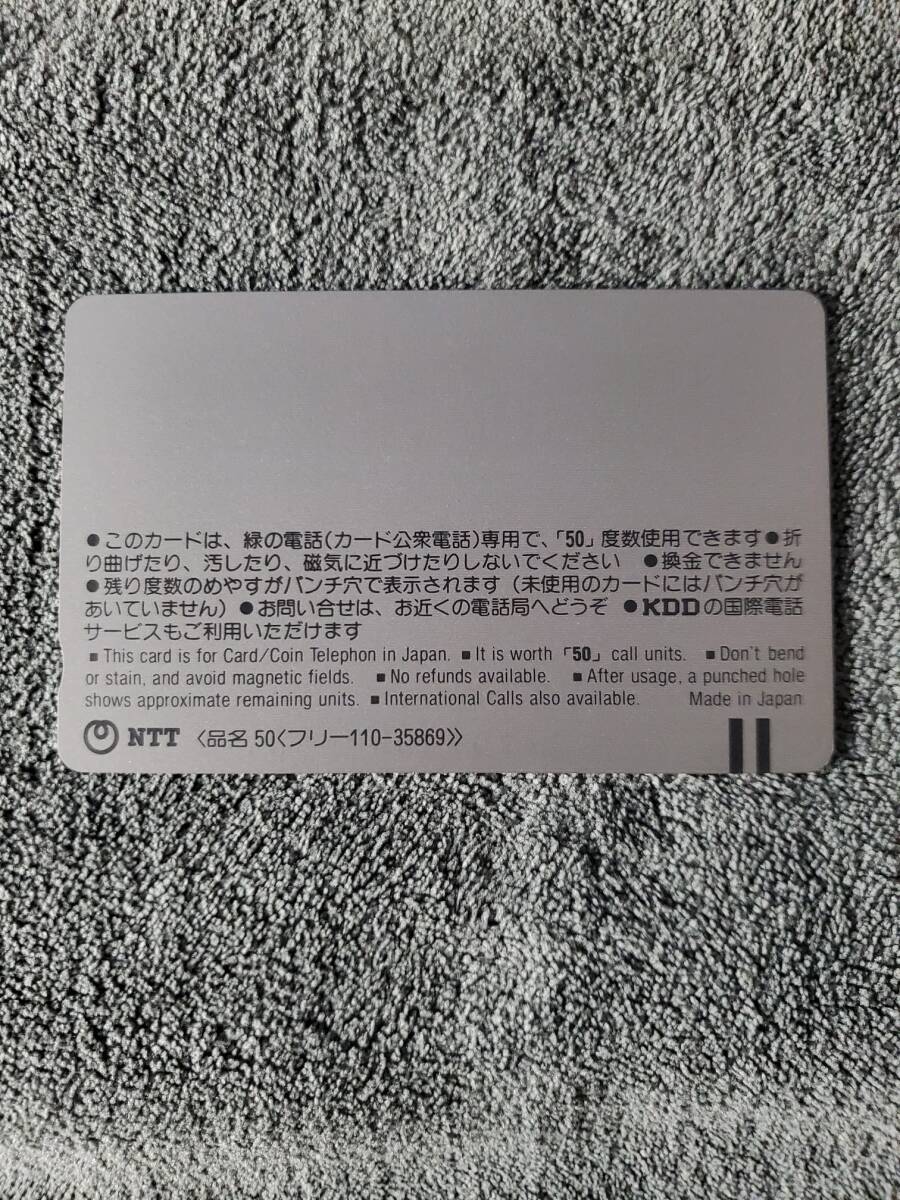 ●このカードは、緑の電話(カード公衆電話)専用で、「50」度数使用できます●折
り曲げたり、汚したり、磁気に近づけたりしないでください ●換金できません
●残り度数のめやすがパンチ穴で表示されます(未使用のカードにはパンチ穴が
あいていません)●お問い合せは、お近くの電話局へどうぞ ●KDDの国際電話
サービスもご利用いただけます
■This card is for Card/Coin Telephon in Japan. ■It is worth「50」call units. ■Don't bend
or stain, and avoid magnetic fields. ■No refunds available. ■After usage, a punched hole
shows approximate remaining units. ■International Calls also available. Made in Japan
NTT 〈品名 50〈フリー110-35869〉〉